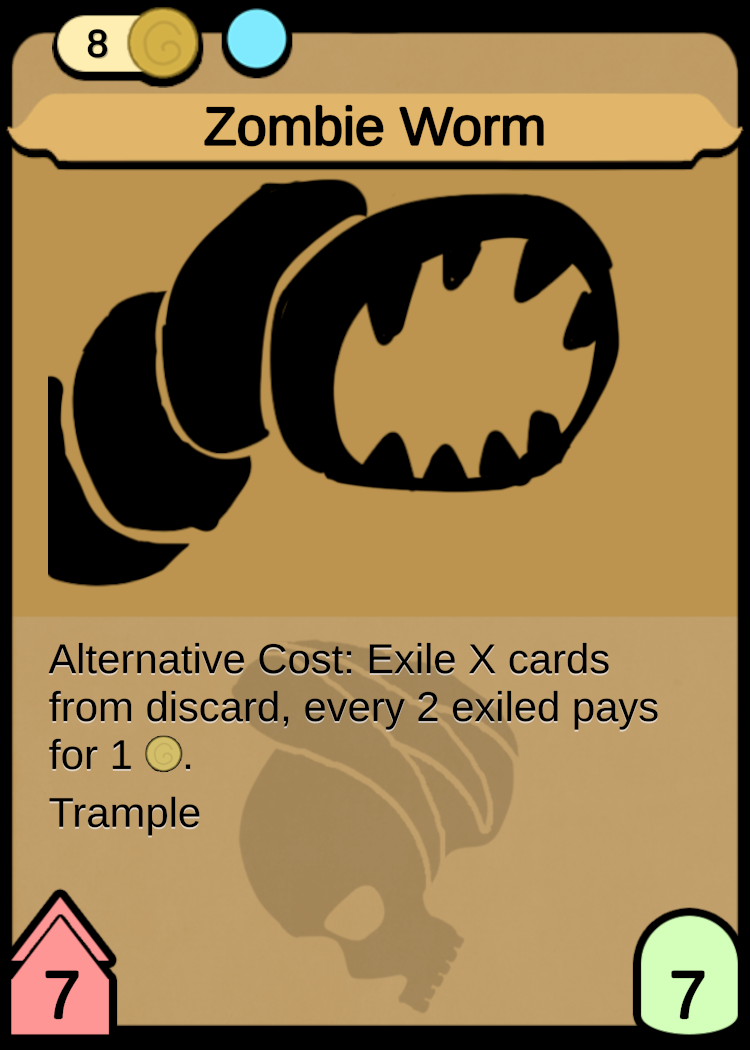 8
Zombie Worm
Alternative Cost: Exile X cards
from discard, every 2 exiled pays
for 1 .
Trample
7
7